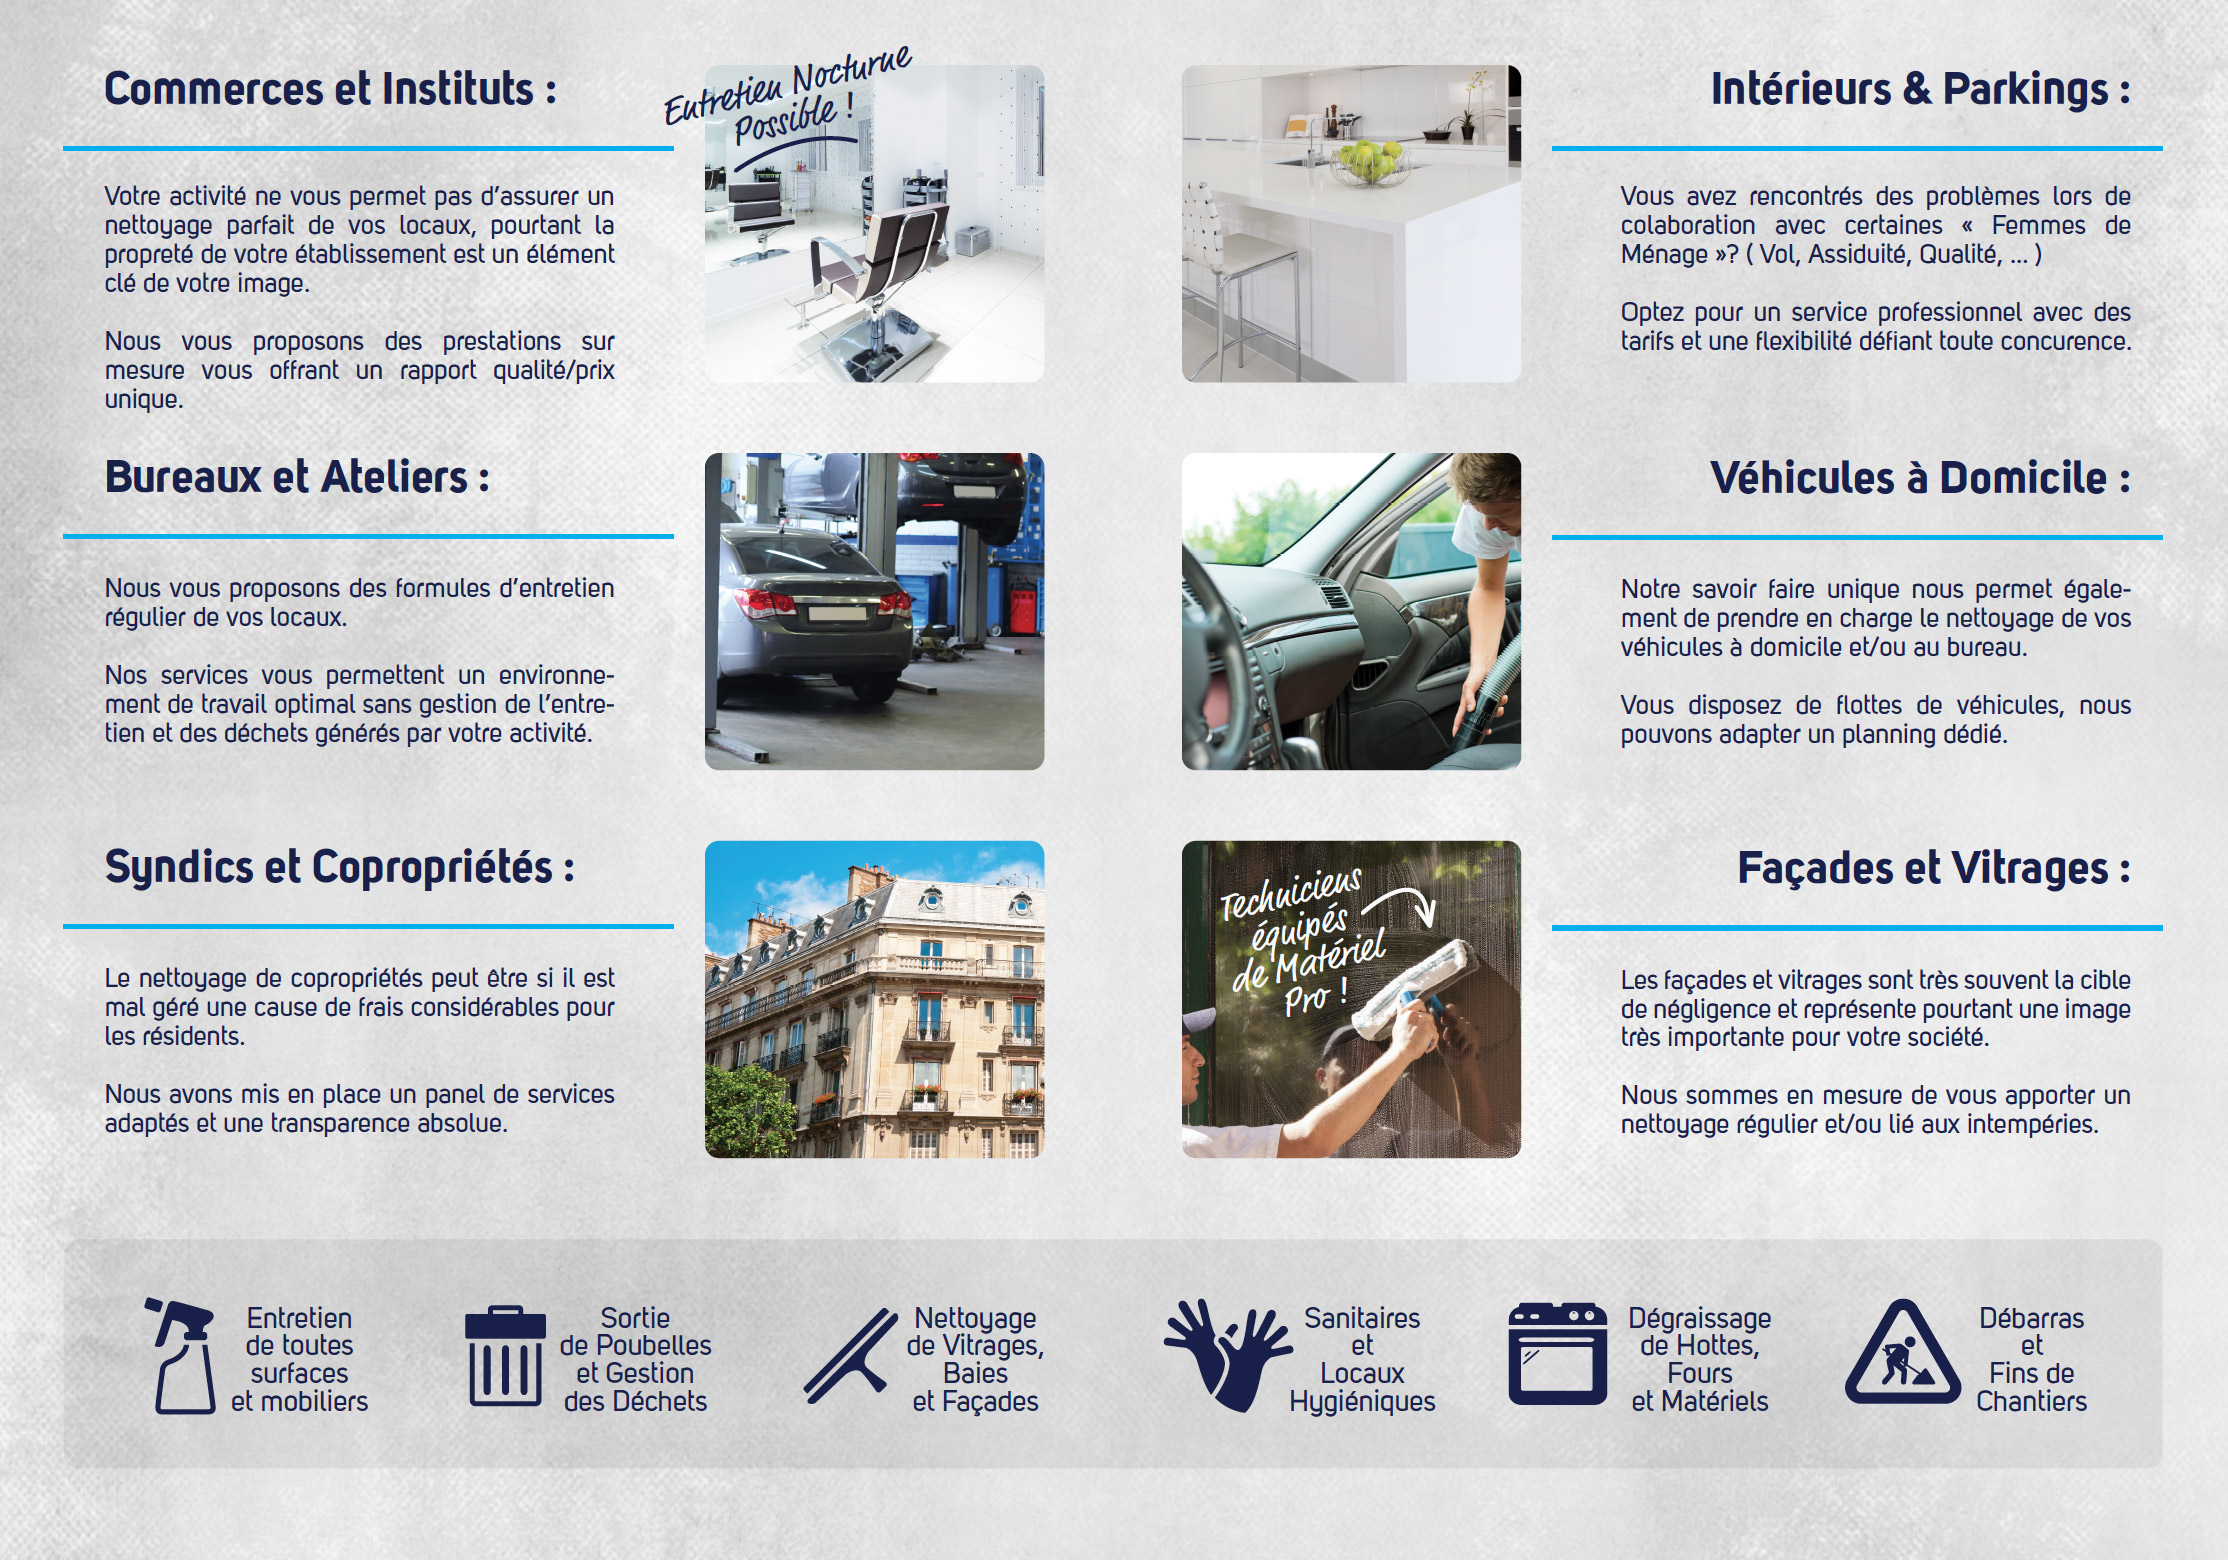 Commerces et Instituts :
Votre activité ne vous permet pas d’assurer un
nettoyage parfait de vos locaux, pourtant la
propreté de votre établissement est un élément
clé de votre image.
Nous vous proposons des prestations sur
mesure vous offrant un rapport qualité/prix
unique.
Entretien Nocturne
Possible !
Bureaux et Ateliers :
Nous vous proposons des formules d’entretien
régulier de vos locaux.
Nos services vous permettent un environne-
ment de travail optimal sans gestion de l’entre-
tien et des déchets générés par votre activité.
Syndics et Copropriétés :
Le nettoyage de copropriétés peut être si il est
mal géré une cause de frais considérables pour
les résidents.
Nous avons mis en place un panel de services
adaptés et une transparence absolue.
Intérieurs & Parkings :
Vous avez rencontrés des problèmes lors de
colaboration avec certaines « Femmes de
Ménage »? ( Vol, Assiduité, Qualité, ... )
Optez pour un service professionnel avec des
tarifs et une flexibilité défiant toute concurence.
Véhicules à Domicile :
Notre savoir faire unique nous permet égale-
ment de prendre en charge le nettoyage de vos
véhicules à domicile et/ou au bureau.
Vous disposez de flottes de véhicules, nous
pouvons adapter un planning dédié.
Techniciens
équipés
de Matériel
Pro !
Façades et Vitrages :
Les façades et vitrages sont très souvent la cible
de négligence et représente pourtant une image
très importante pour votre société.
Nous sommes en mesure de vous apporter un
nettoyage régulier et/ou lié aux intempéries.
Entretien
de toutes
surfaces
et mobiliers
Sortie
de Poubelles
et Gestion
des Déchets
Nettoyage
de Vitrages,
Baies
et Façades
Sanitaires
et
Locaux
Hygiéniques
Dégraissage
de Hottes,
Fours
et Matériels
Débarras
et
Fins de
Chantiers